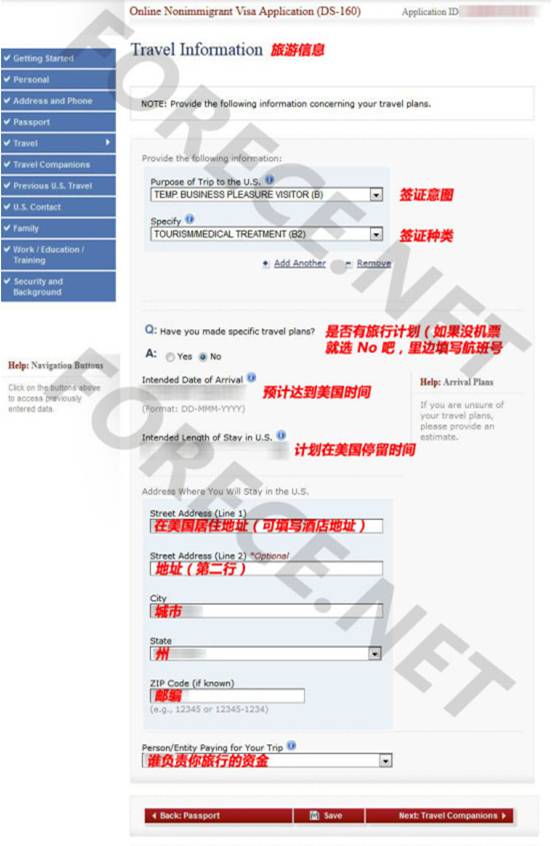 Online Nonimmigrant Visa Application (DS-160)
Application ID
Travel Information 旅游信息
Getting Started
Personal
Address and Phone
Passport
Travel
Travel Companions
Previous U.S. Travel
U.S. Contact
Family
Work / Education /
Training
Security and
Background
Help: Navigation Buttons
Click on the buttons above
to access previously
entered data.
NOTE: Provide the following information concerning your travel plans.
Provide the following information:
Purpose of Trip to the U.S.
TEMP. BUSINESS PLEASURE VISITOR (B)
签证意图
Specify
TOURISM/MEDICAL TREATMENT (B2)
签证种类
Add Another
Remove
Q: Have you made specific travel plans?
是否有旅行计划（如果没机票
就选 No 吧，里边填写航班号
A: Yes No
Intended Date of Arrival
预计达到美国时间
(Format: DD-MMM-YYYY)
Intended Length of Stay in U.S.
计划在美国停留时间
Help: Arrival Plans
If you are unsure of
your travel plans,
please provide an
estimate.
Address Where You Will Stay in the U.S.
Street Address (Line 1)
在美国居住地址（可填写酒店地址）
Street Address (Line 2) *Optional
地址（第二行）
City
城市
State
州
ZIP Code (if known)
邮编
(e.g., 12345 or 12345-1234)
Person/Entity Paying for Your Trip
谁负责你旅行的资金
Back: Passport
Save
Next: Travel Companions
FORECE.NET
FORECE.NET